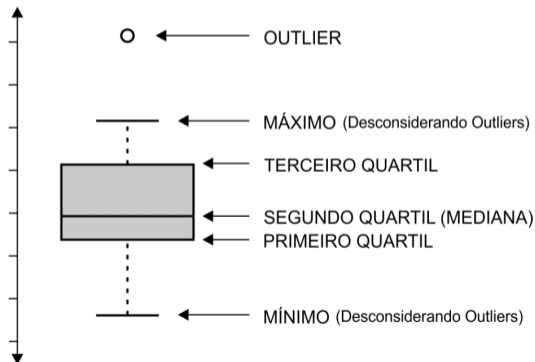 OUTLIER
MÁXIMO (Desconsiderando Outliers)
TERCEIRO QUARTIL
SEGUNDO QUARTIL (MEDIANA)
PRIMEIRO QUARTIL
MÍNIMO (Desconsiderando Outliers)